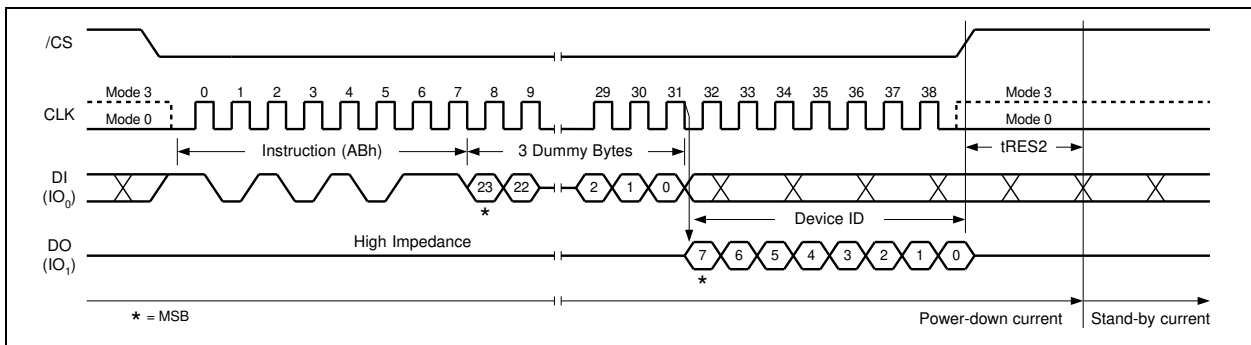 /CS
Mode 3 0 1 2 3 4 5 6 7 8 9 29 30 31 32 33 34 35 36 37 38 Mode 3
CLK
Mode 0 Mode 0
Instruction (ABh) 3 Dummy Bytes tRES2
DI
(IO0)
23 22 2 1 0
*
Device ID
DO
(IO1)
High Impedance
7 6 5 4 3 2 1 0
*
* = MSB
Power-down current Stand-by current